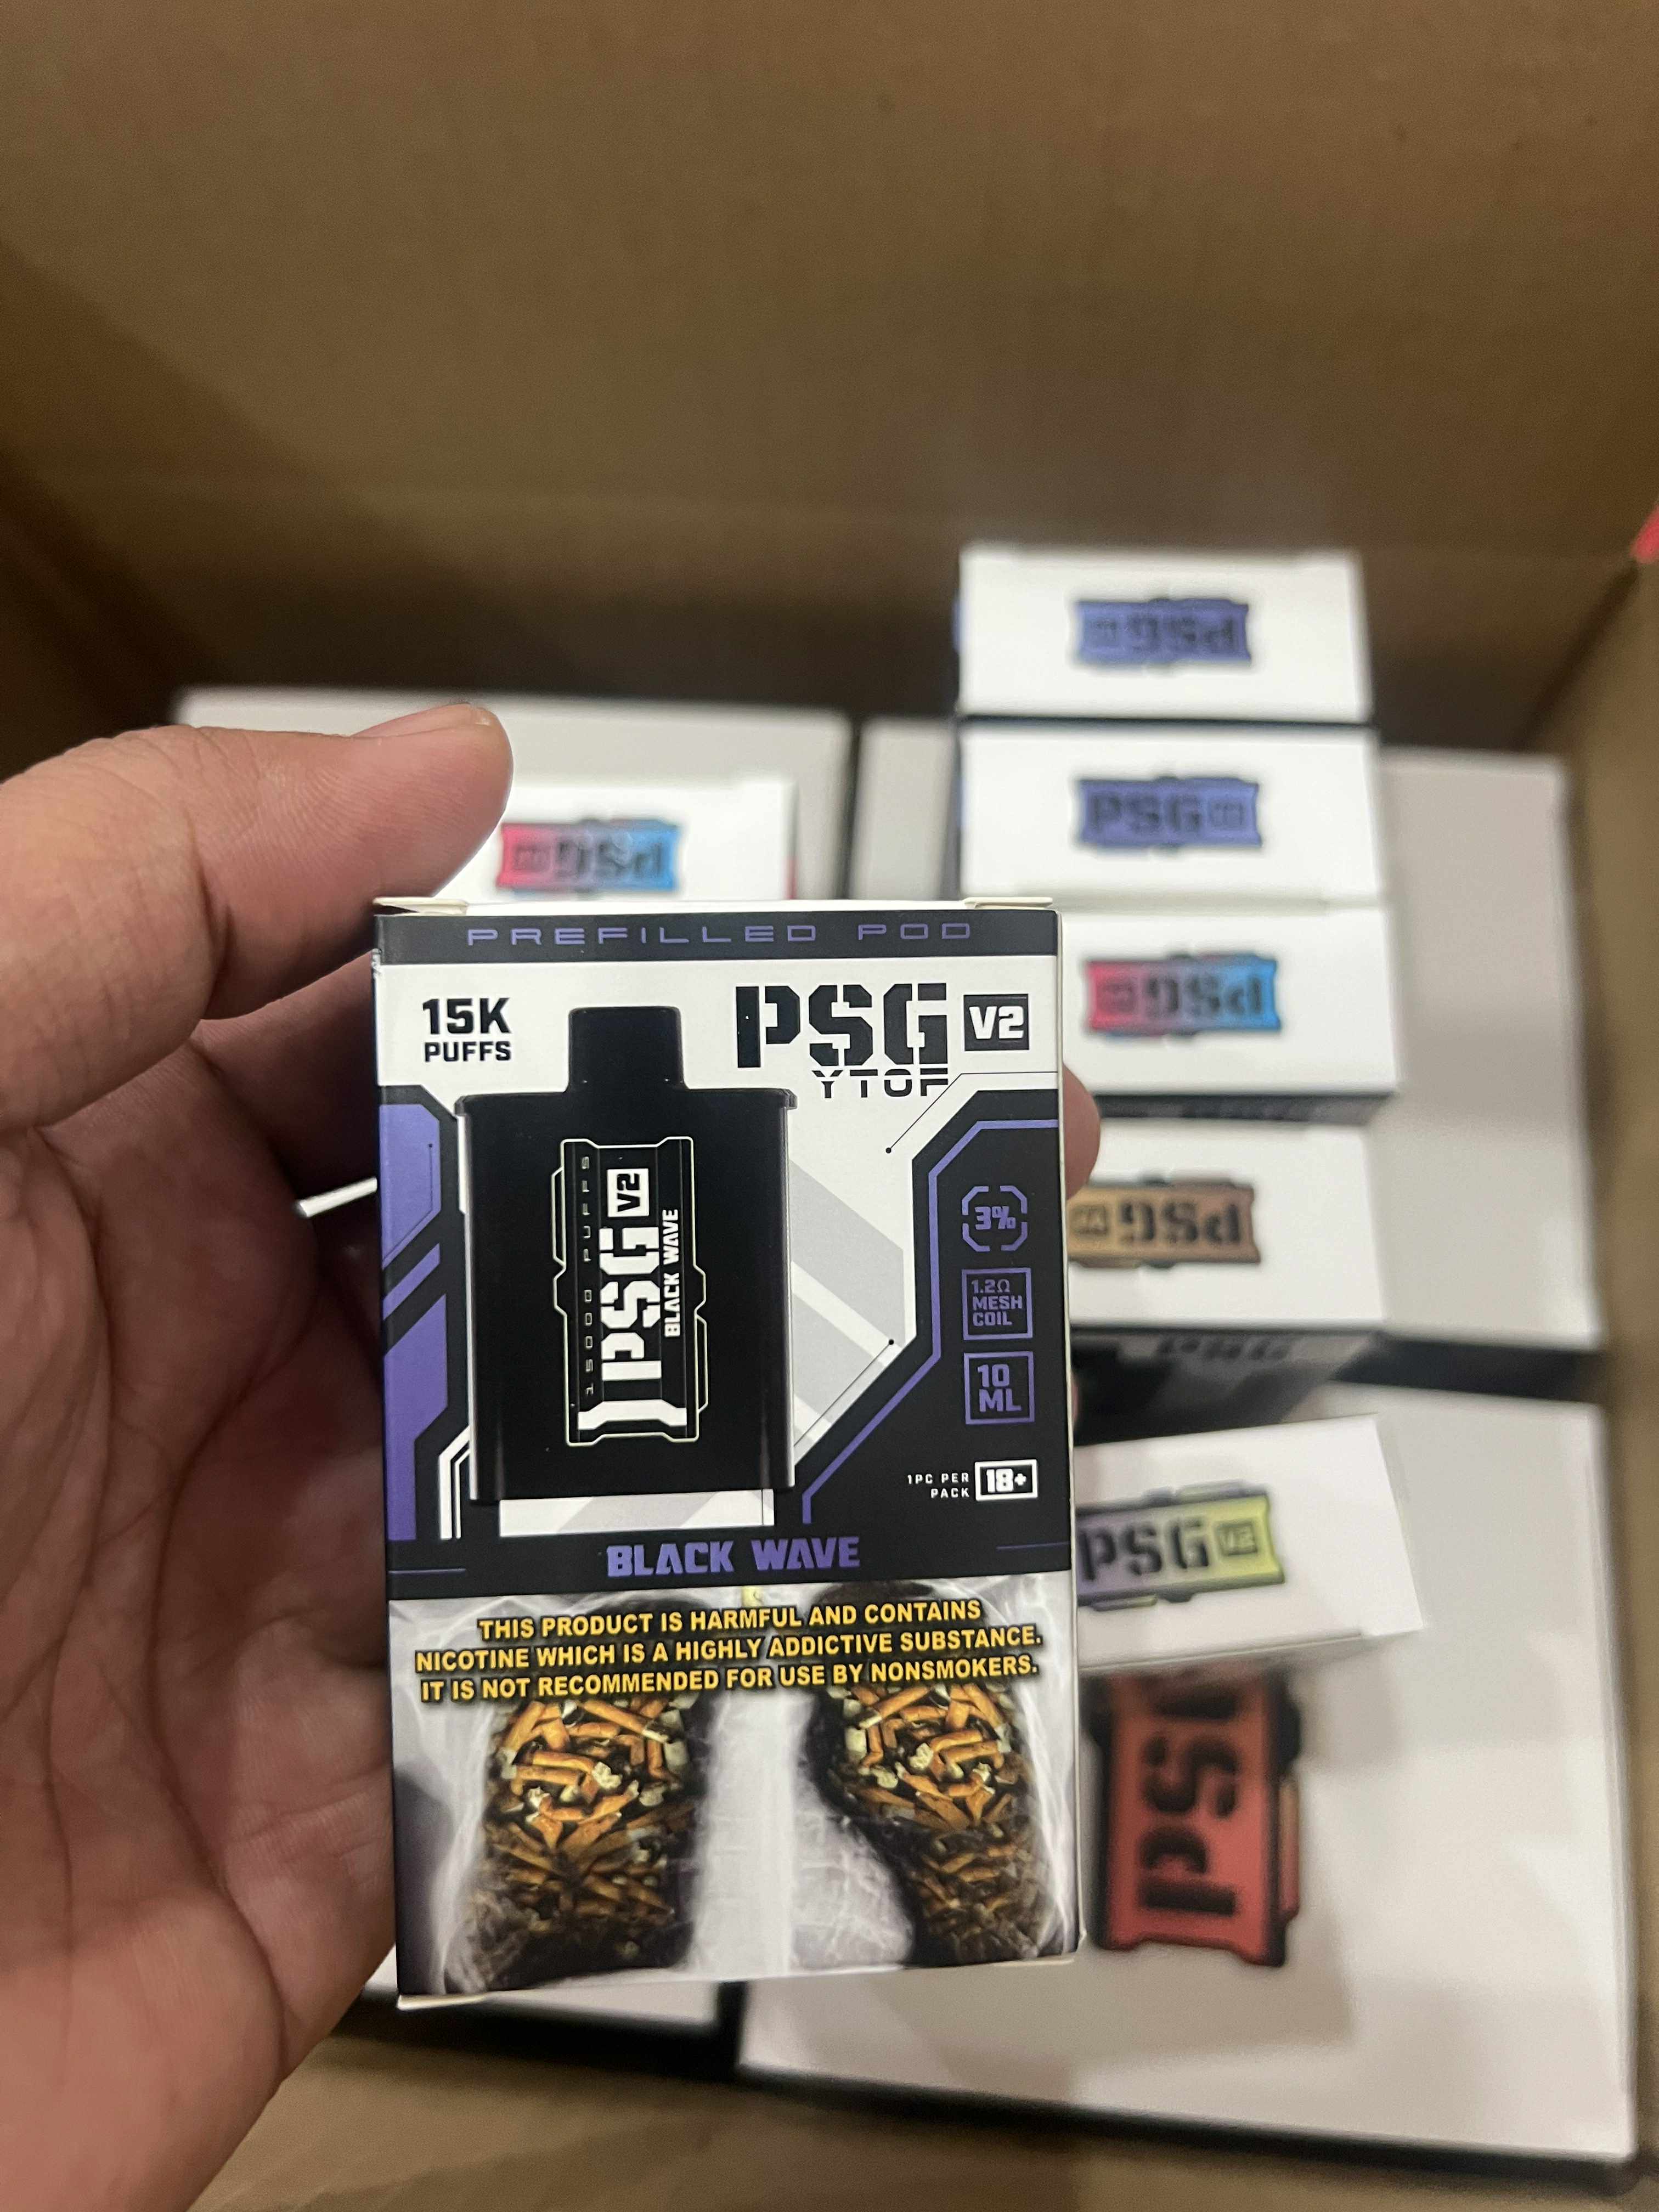 PREFILLED POD
15K
PUFFS
PSG V2
YTOF
15000 PUFFS
PSG V2
BLACK WAVE
3%
1.2Ω
MESH
COIL
10
ML
1PC PER
PACK
18+
BLACK WAVE
THIS PRODUCT IS HARMFUL AND CONTAINS
NICOTINE WHICH IS A HIGHLY ADDICTIVE SUBSTANCE.
IT IS NOT RECOMMENDED FOR USE BY NONSMOKERS.
PSG
PSG
PSG
PSG
PSG
PSG V2
PSG